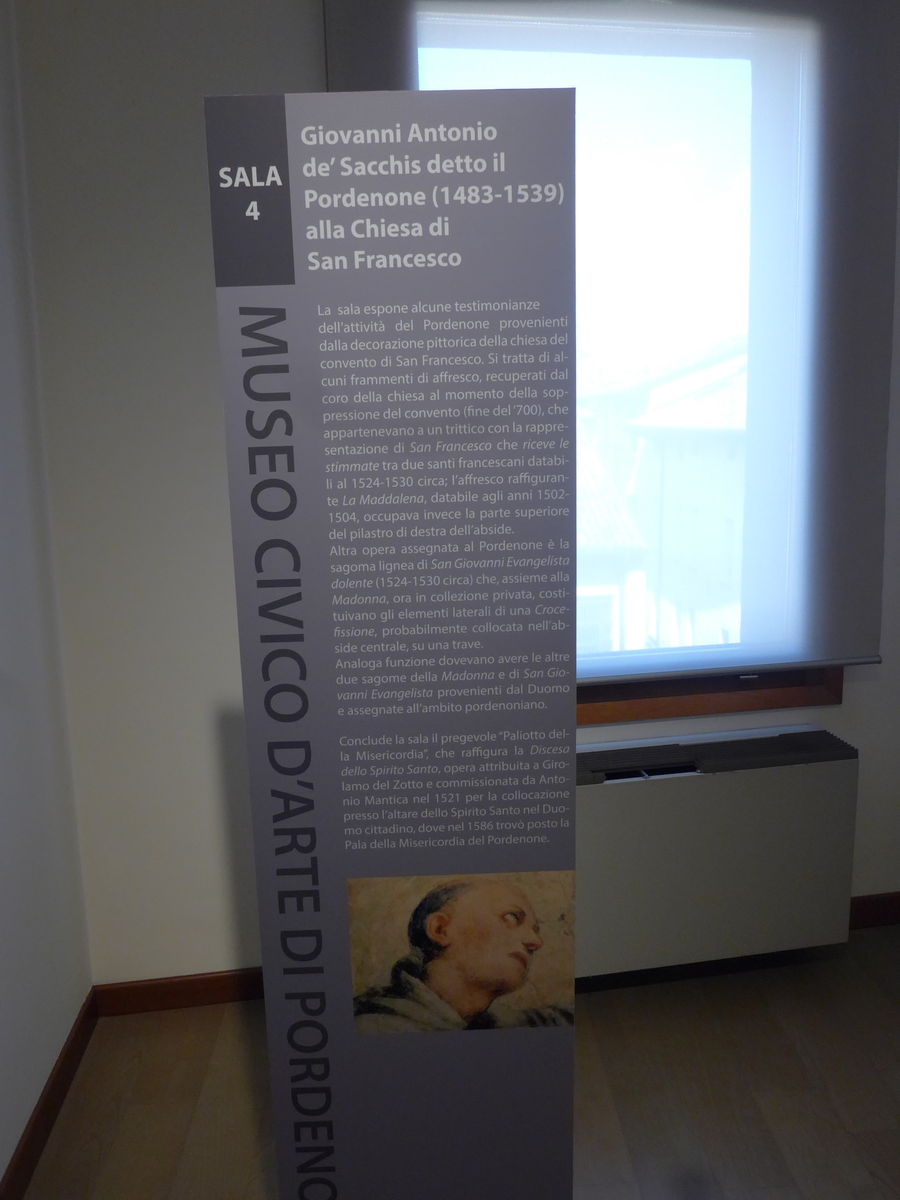 SALA
4
Giovanni Antonio
de’ Sacchis detto il
Pordenone (1483-1539)
alla Chiesa di
San Francesco
MUSEO CIVICO D’ARTE DI PORDENO
La sala espone alcune testimonianze
dell’attività del Pordenone provenienti
dalla decorazione pittorica della chiesa del
convento di San Francesco. Si tratta di al-
cuni frammenti di affresco, recuperati dal
coro della chiesa al momento della sop-
pressione del convento (fine del ’700), che
appartenevano a un trittico con la rappre-
sentazione di San Francesco che riceve le
stimmate tra due santi francescani databi-
li al 1524-1530 circa; l’affresco raffiguran-
te La Maddalena, databile agli anni 1502-
1504, occupava invece la parte superiore
del pilastro di destra dell’abside.
Altra opera assegnata al Pordenone è la
sagoma lignea di San Giovanni Evangelista
dolente (1524-1530 circa) che, assieme alla
Madonna, ora in collezione privata, costi-
tuivano gli elementi laterali di una Croce-
fissione, probabilmente collocata nell’ab-
side centrale, su una trave.
Analoga funzione dovevano avere le altre
due sagome della Madonna e di San Gio-
vanni Evangelista provenienti dal Duomo
e assegnate all’ambito pordenoniano.
Conclude la sala il pregevole “Paliotto del-
la Misericordia”, che raffigura la Discesa
dello Spirito Santo, opera attribuita a Giro-
lamo del Zotto e commissionata da Anto-
nio Mantica nel 1521 per la collocazione
presso l’altare dello Spirito Santo nel Duo-
mo cittadino, dove nel 1586 trovò posto la
Pala della Misericordia del Pordenone.